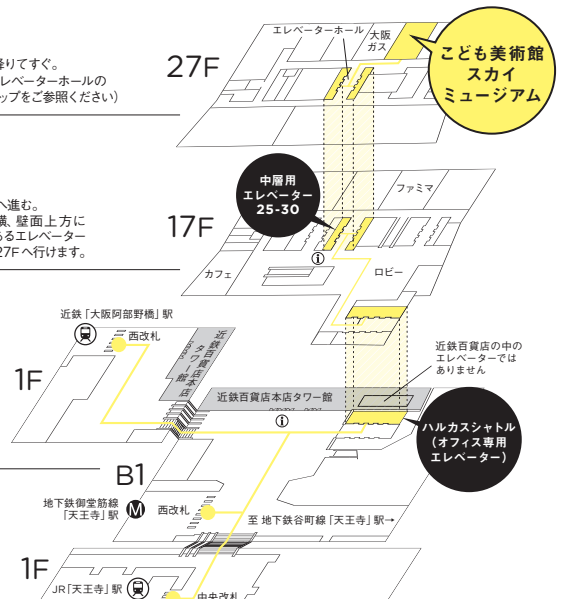 降りてすぐ。
レベーターホールの
ップをご参照ください)
27F
エレベーターホール
大阪
ガス
こども美術館
スカイ
ミュージアム
へ進む。
横、壁面上方に
あるエレベーター
27Fへ行けます。
17F
中層用
エレベーター
25-30
ファミマ
カフェ
ロビー
近鉄「大阪阿部野橋」駅
西改札
1F
近鉄百貨店本店
タワー館
近鉄百貨店の中の
エレベーターでは
ありません
近鉄百貨店本店タワー館
ハルカスシャトル
(オフィス専用
エレベーター)
B1
地下鉄御堂筋線
「天王寺」駅
M
西改札
至 地下鉄谷町線「天王寺」駅→
1F
JR「天王寺」駅
中央改札